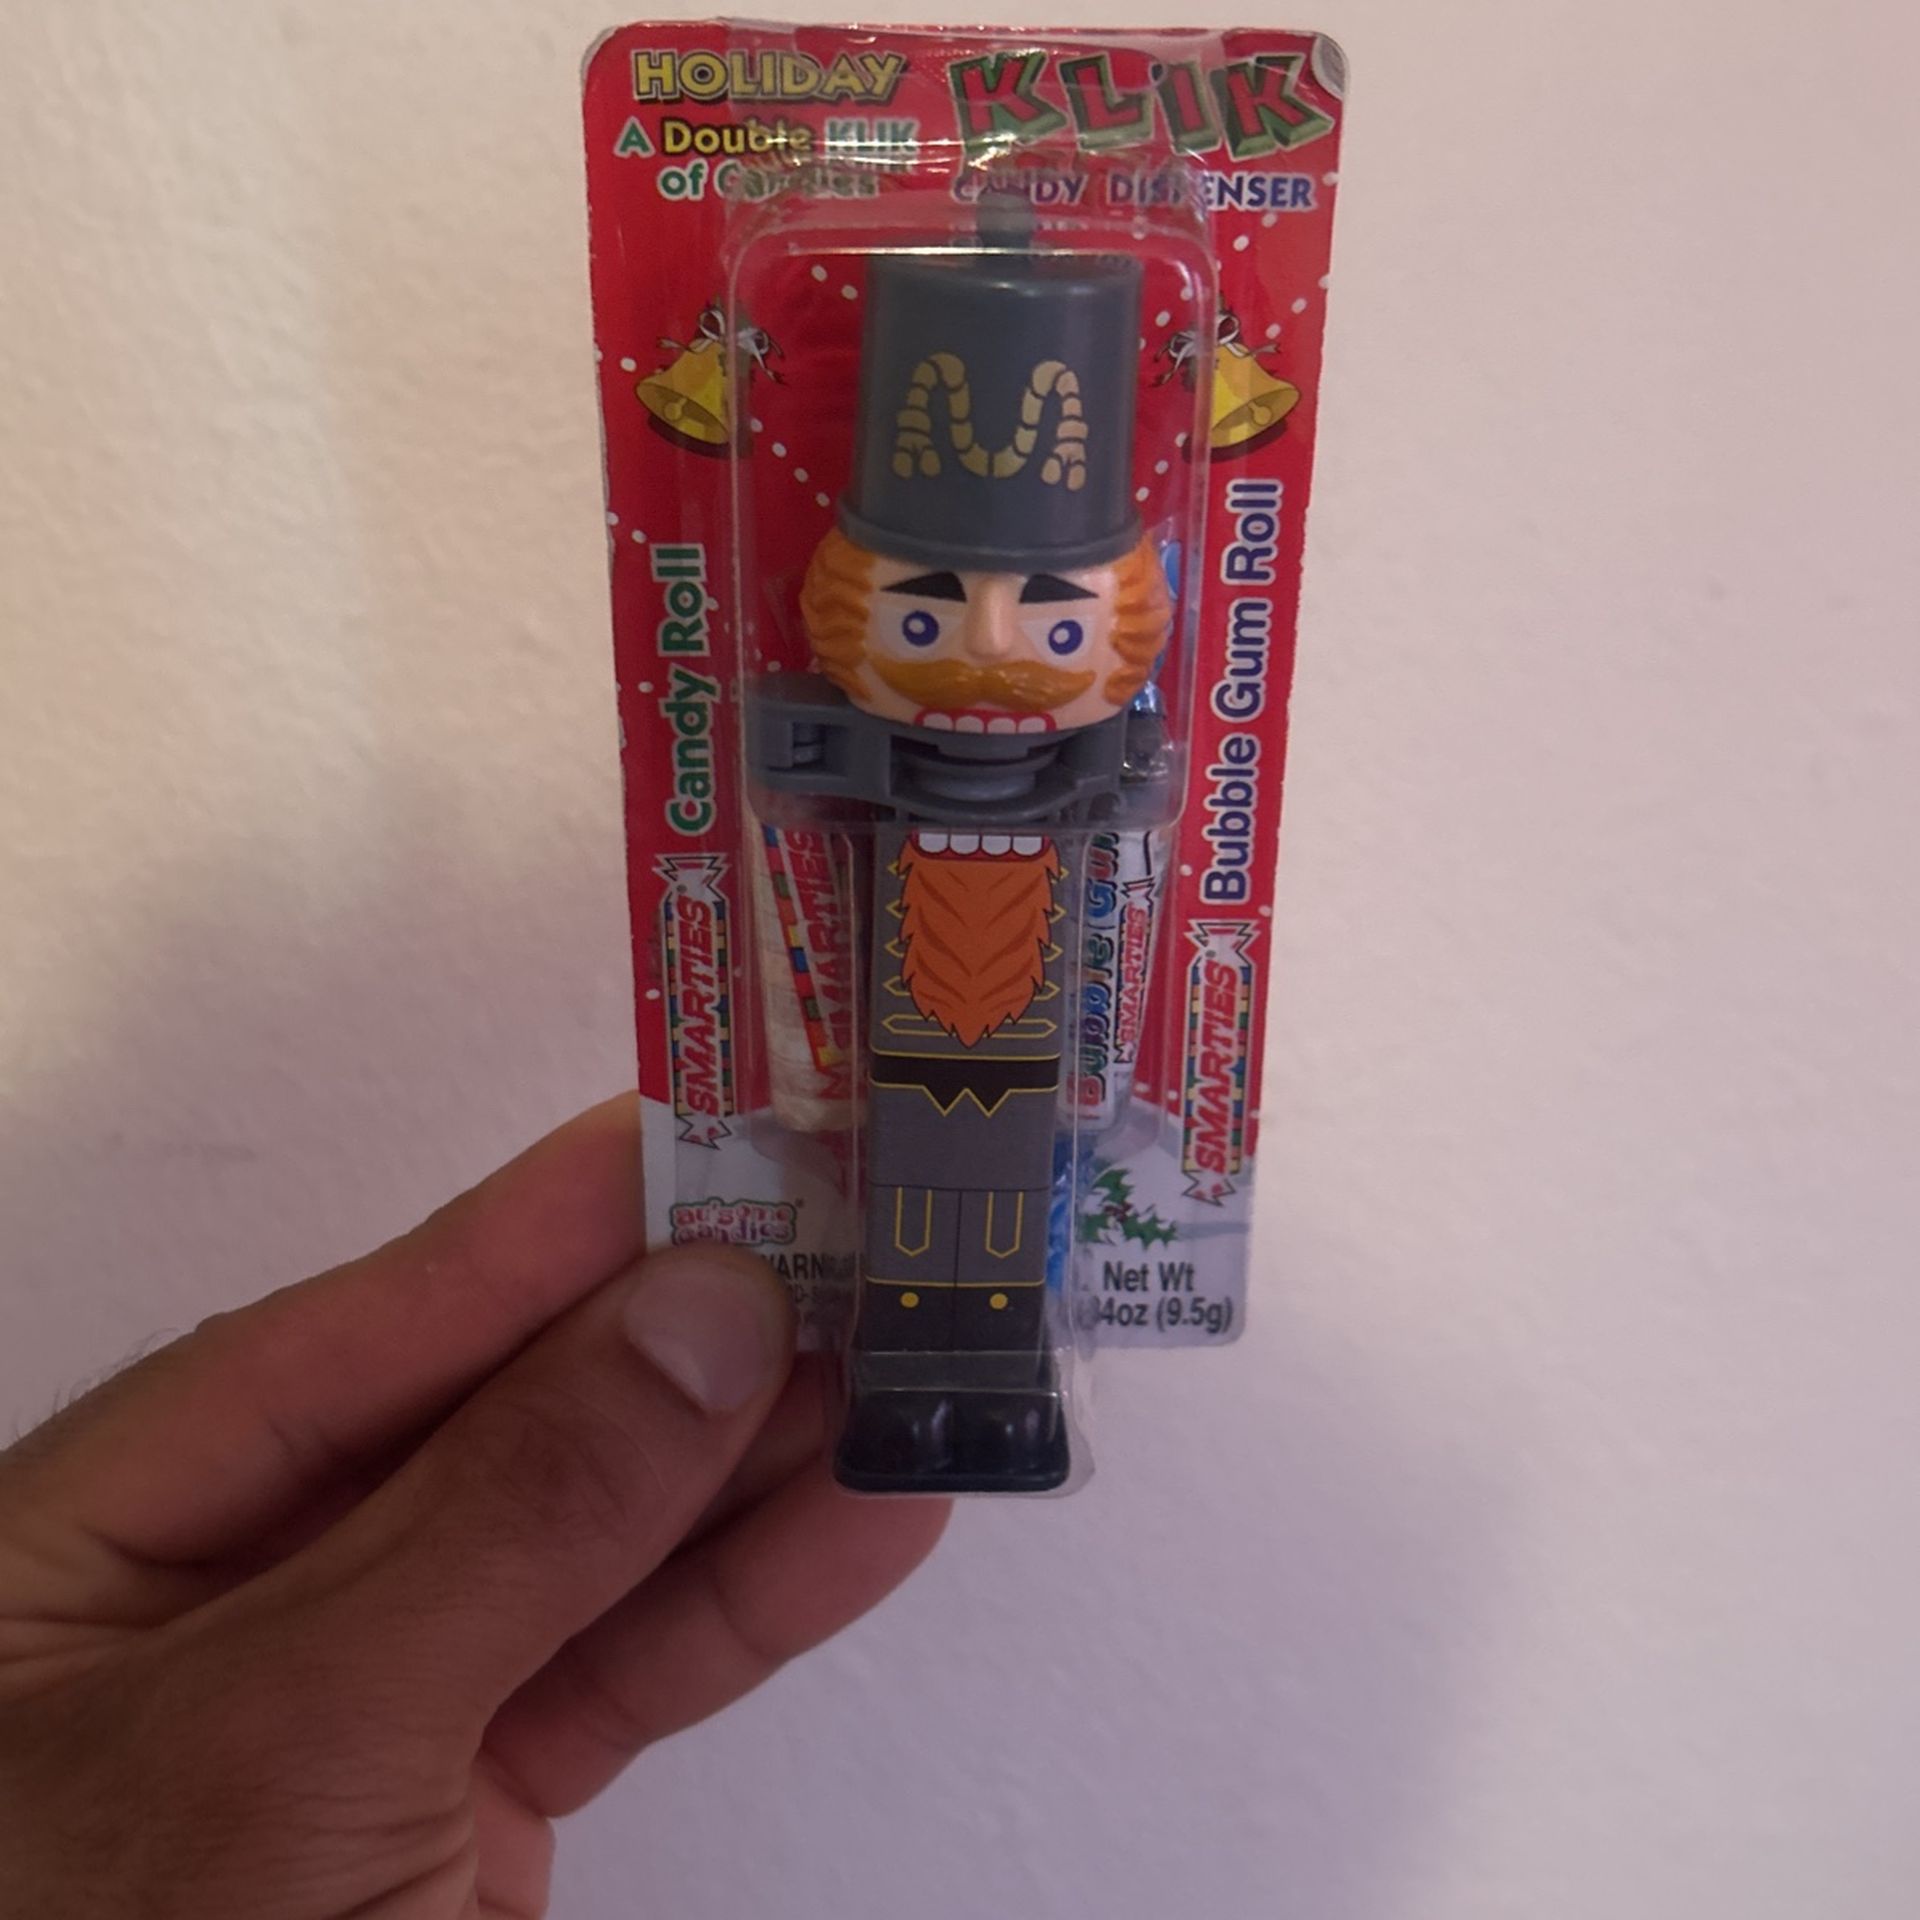 HOLIDAY
KLIK
A Double KLIK
of Candies
CANDY DISPENSER
Candy Roll
SMARTIES®
Bubble Gum Roll
SMARTIES®
SMARTIES
Bubble Gum
SMARTIES
au'some®
candies
Net Wt
oz (9.5g)